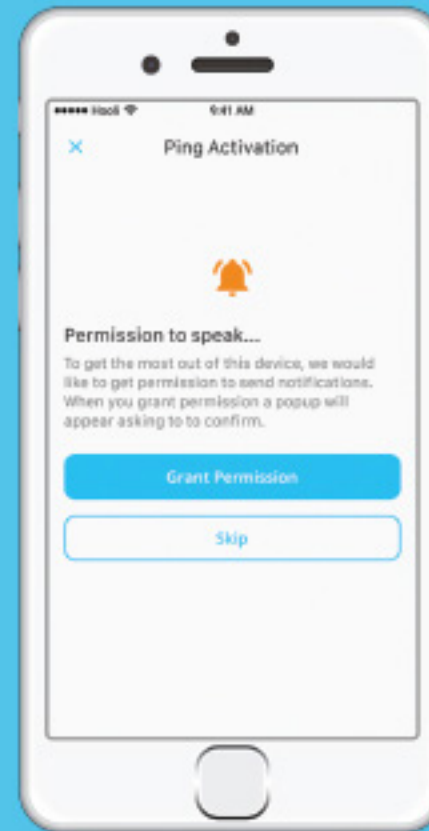 Hooli 9:41 AM
Ping Activation
Permission to speak...
To get the most out of this device, we would
like to get permission to send notifications.
When you grant permission a popup will
appear asking to to confirm.
Grant Permission
Skip